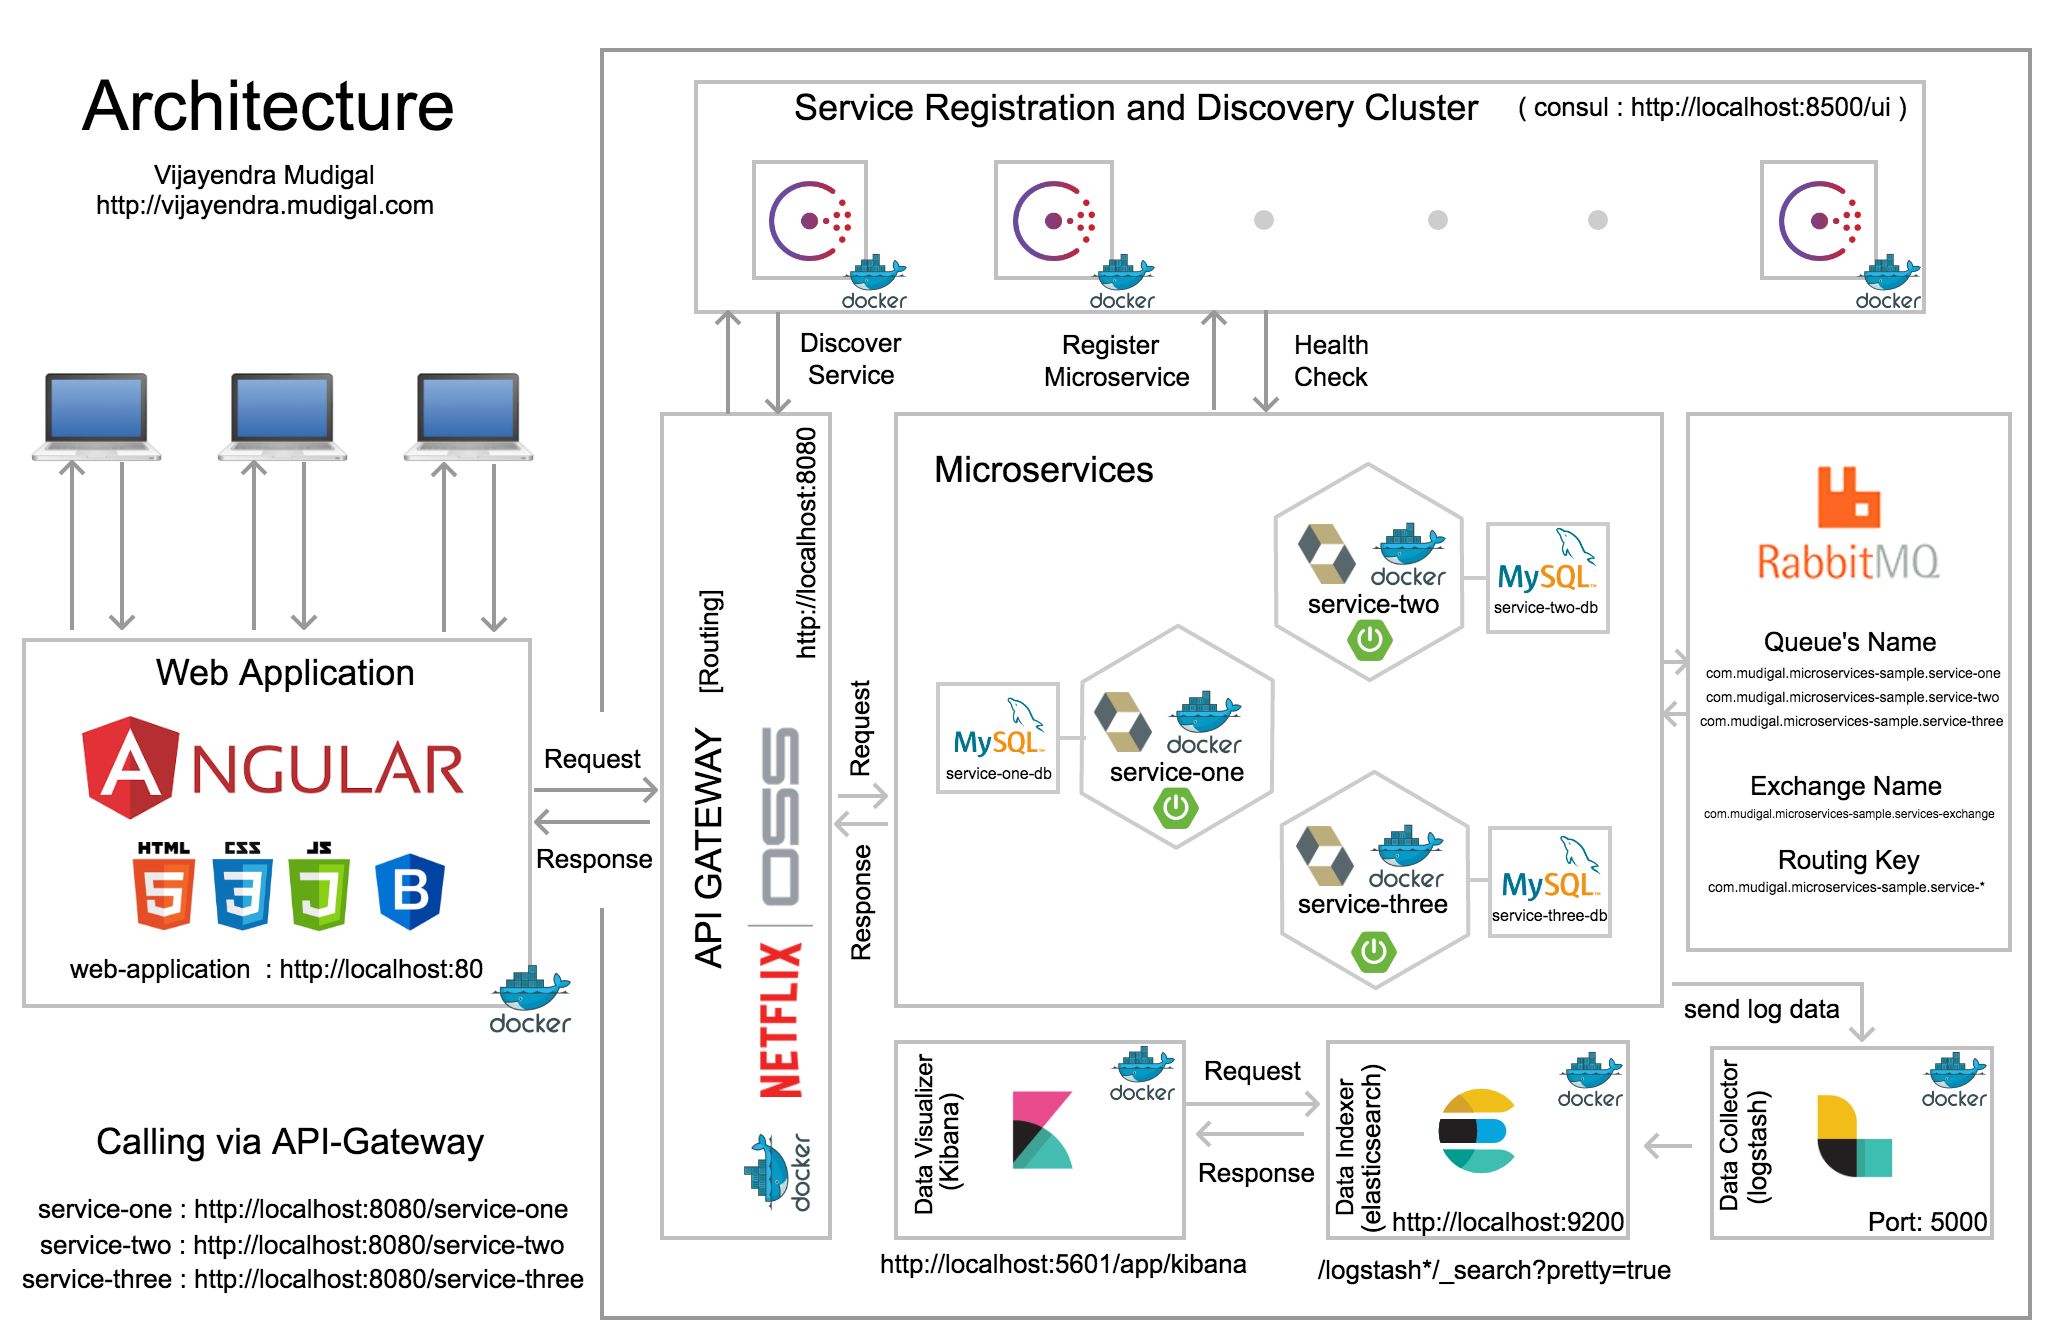 Architecture
Vijayendra Mudigal
http://vijayendra.mudigal.com
Service Registration and Discovery Cluster ( consul : http://localhost:8500/ui )
docker
docker
docker
Discover
Service
Register
Microservice
Health
Check
Web Application
ANGULAR
HTML
5
CSS
3
JS
B
web-application : http://localhost:80
docker
Request
Response
API GATEWAY [Routing]
http://localhost:8080
NETFLIX | OSS
docker
Request
Response
Microservices
docker
service-two
MySQL™
service-two-db
MySQL™
service-one-db
docker
service-one
docker
service-three
MySQL™
service-three-db
RabbitMQ
Queue's Name
com.mudigal.microservices-sample.service-one
com.mudigal.microservices-sample.service-two
com.mudigal.microservices-sample.service-three
Exchange Name
com.mudigal.microservices-sample.services-exchange
Routing Key
com.mudigal.microservices-sample.service-*
send log data
Data Visualizer
(Kibana)
docker
http://localhost:5601/app/kibana
Request
Response
Data Indexer
(elasticsearch)
docker
http://localhost:9200
/logstash*/_search?pretty=true
Data Collector
(logstash)
docker
Port: 5000
Calling via API-Gateway
service-one : http://localhost:8080/service-one
service-two : http://localhost:8080/service-two
service-three : http://localhost:8080/service-three